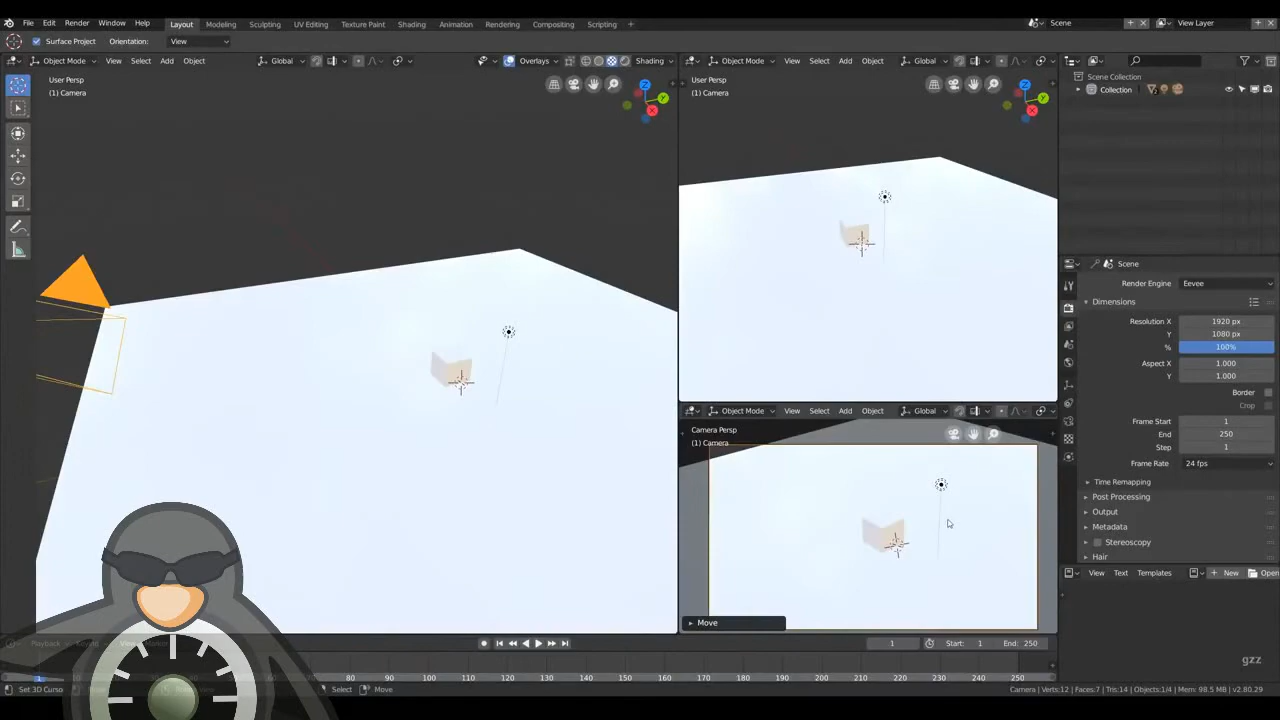 File Edit Render Window Help Layout Modeling Sculpting UV Editing Texture Paint Shading Animation Rendering Compositing Scripting + Scene View Layer
Surface Project Orientation: View
Object Mode View Select Add Object Global Overlays Shading
Object Mode View Select Add Object Global
User Persp
(1) Camera
User Persp
(1) Camera
Scene Collection
Collection
Scene
Render Engine Eevee
Dimensions
Resolution X 1920 px
Y 1080 px
% 100%
Aspect X 1.000
Y 1.000
Border
Crop
Frame Start 1
End 250
Step 1
Frame Rate 24 fps
Time Remapping
Post Processing
Output
Metadata
Stereoscopy
Hair
Object Mode View Select Add Object Global
Camera Persp
(1) Camera
Move
View Text Templates New Open
Playback Keying View
1 Start: 1 End: 250
1 80 90 100 110 120 130 140 150 160 170 180 190 200 210 220 230 240 250
gzz
Set 3D Curso Select Move
Camera | Verts:12 | Faces:7 | Tris:14 | Objects:1/4 | Mem: 98.5 MB | v2.80.29